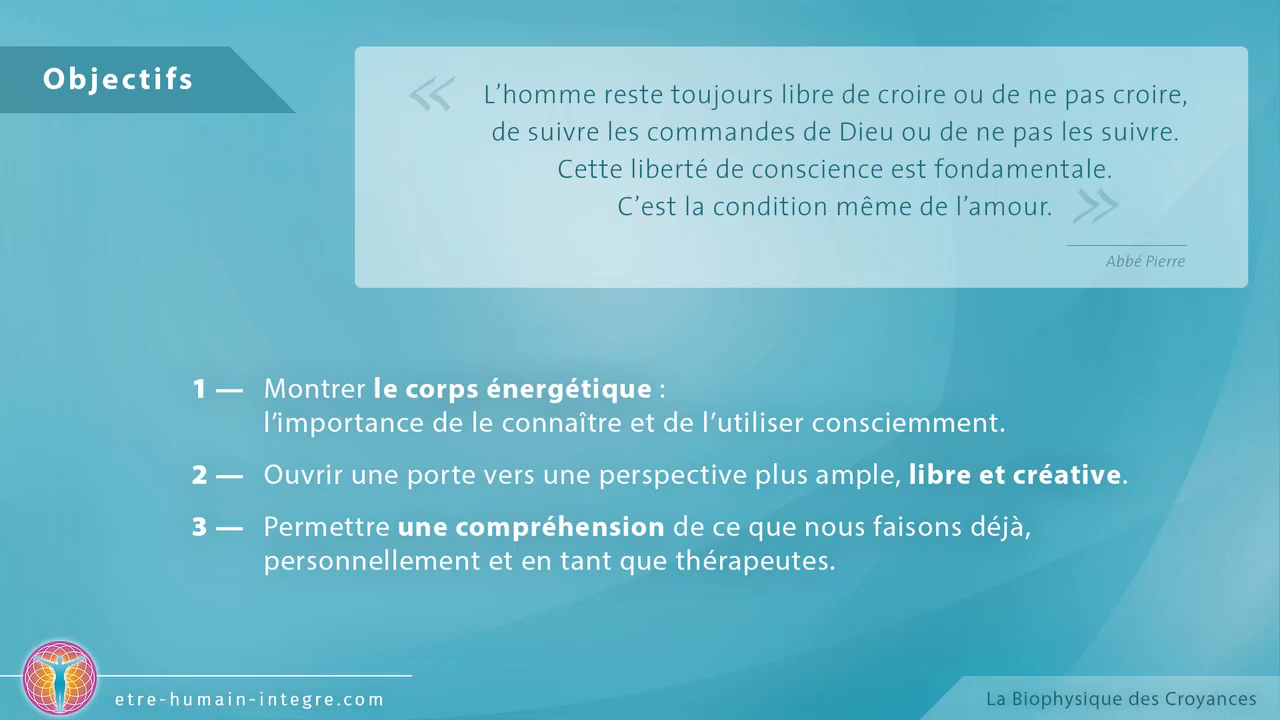 Objectifs
« L’homme reste toujours libre de croire ou de ne pas croire,
de suivre les commandes de Dieu ou de ne pas les suivre.
Cette liberté de conscience est fondamentale.
C’est la condition même de l’amour. »
Abbé Pierre
1 — Montrer le corps énergétique :
l’importance de le connaître et de l’utiliser consciemment.
2 — Ouvrir une porte vers une perspective plus ample, libre et créative.
3 — Permettre une compréhension de ce que nous faisons déjà,
personnellement et en tant que thérapeutes.
etre-humain-integre.com
La Biophysique des Croyances